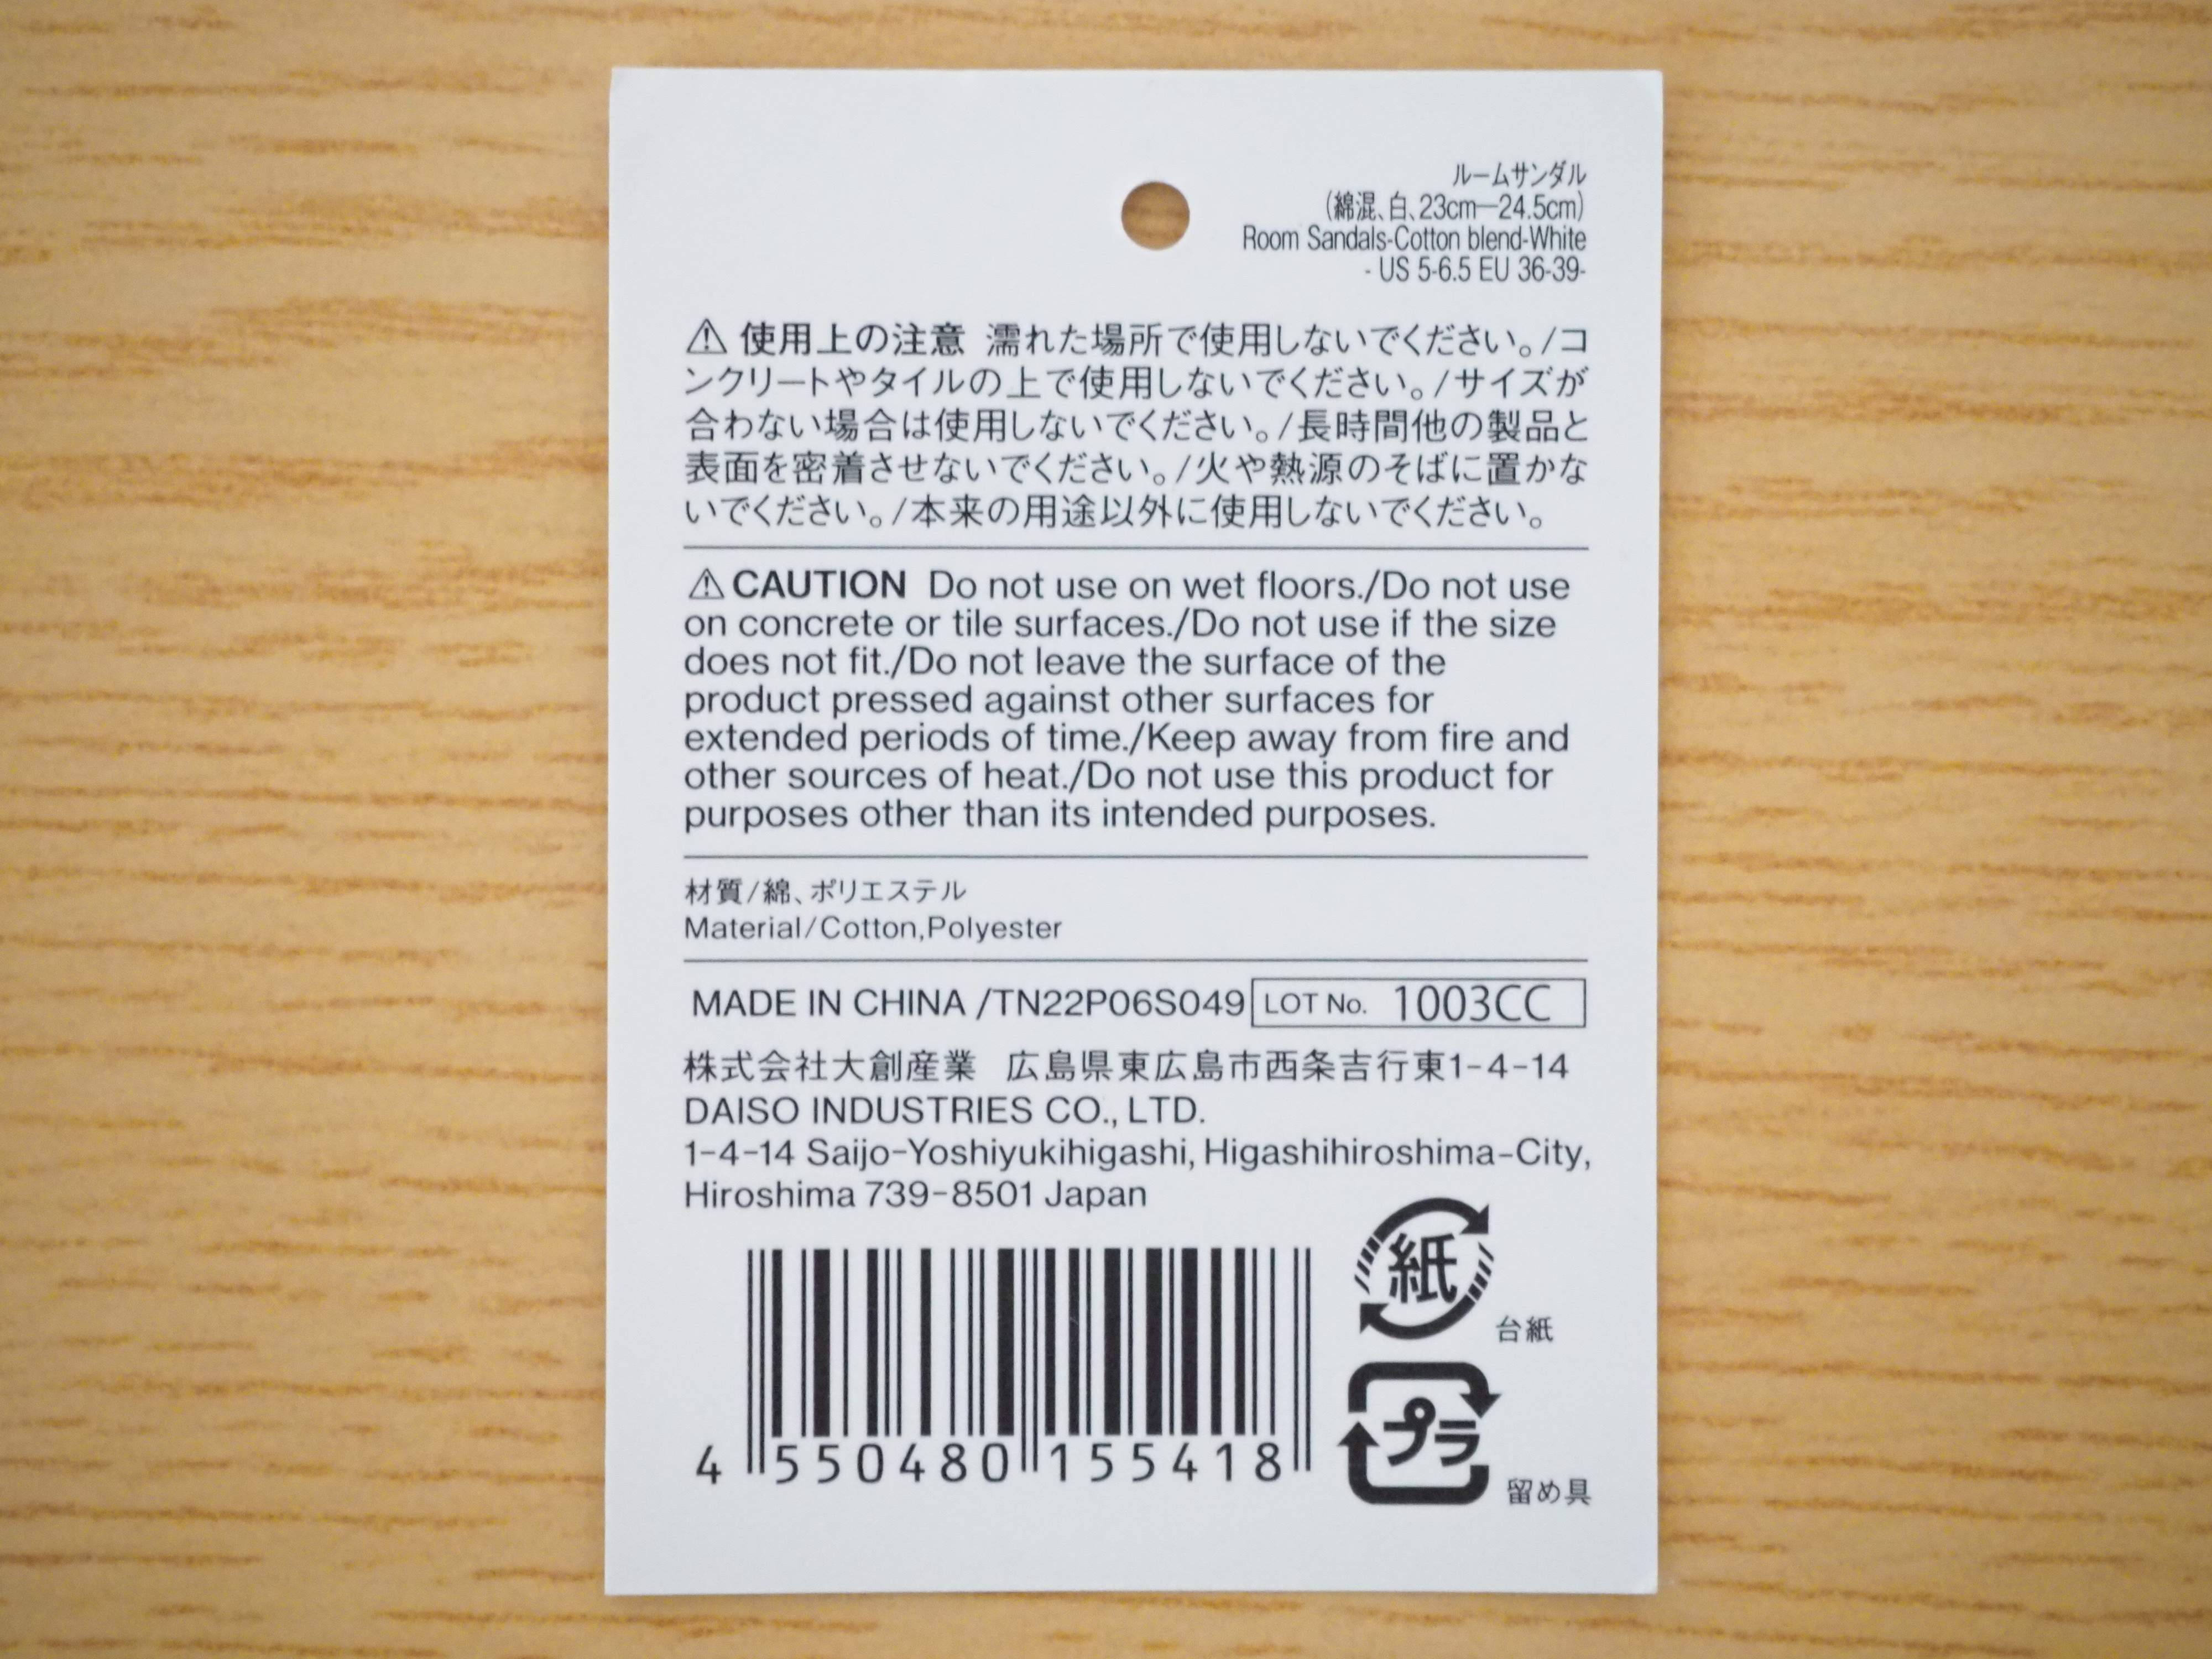 ルームサンダル
(綿混、白、23cm―24.5cm)
Room Sandals-Cotton blend-White
- US 5-6.5 EU 36-39-
⚠ 使用上の注意 濡れた場所で使用しないでください。/コ
ンクリートやタイルの上で使用しないでください。/サイズが
合わない場合は使用しないでください。/長時間他の製品と
表面を密着させないでください。/火や熱源のそばに置かな
いでください。/本来の用途以外に使用しないでください。
⚠ CAUTION Do not use on wet floors./Do not use
on concrete or tile surfaces./Do not use if the size
does not fit./Do not leave the surface of the
product pressed against other surfaces for
extended periods of time./Keep away from fire and
other sources of heat./Do not use this product for
purposes other than its intended purposes.
材質/綿、ポリエステル
Material/Cotton,Polyester
MADE IN CHINA /TN22P06S049 LOT No. 1003CC
株式会社大創産業 広島県東広島市西条吉行東1-4-14
DAISO INDUSTRIES CO., LTD.
1-4-14 Saijo-Yoshiyukihigashi, Higashihiroshima-City,
Hiroshima 739-8501 Japan
紙
台紙
プラ
留め具
4 550480 155418